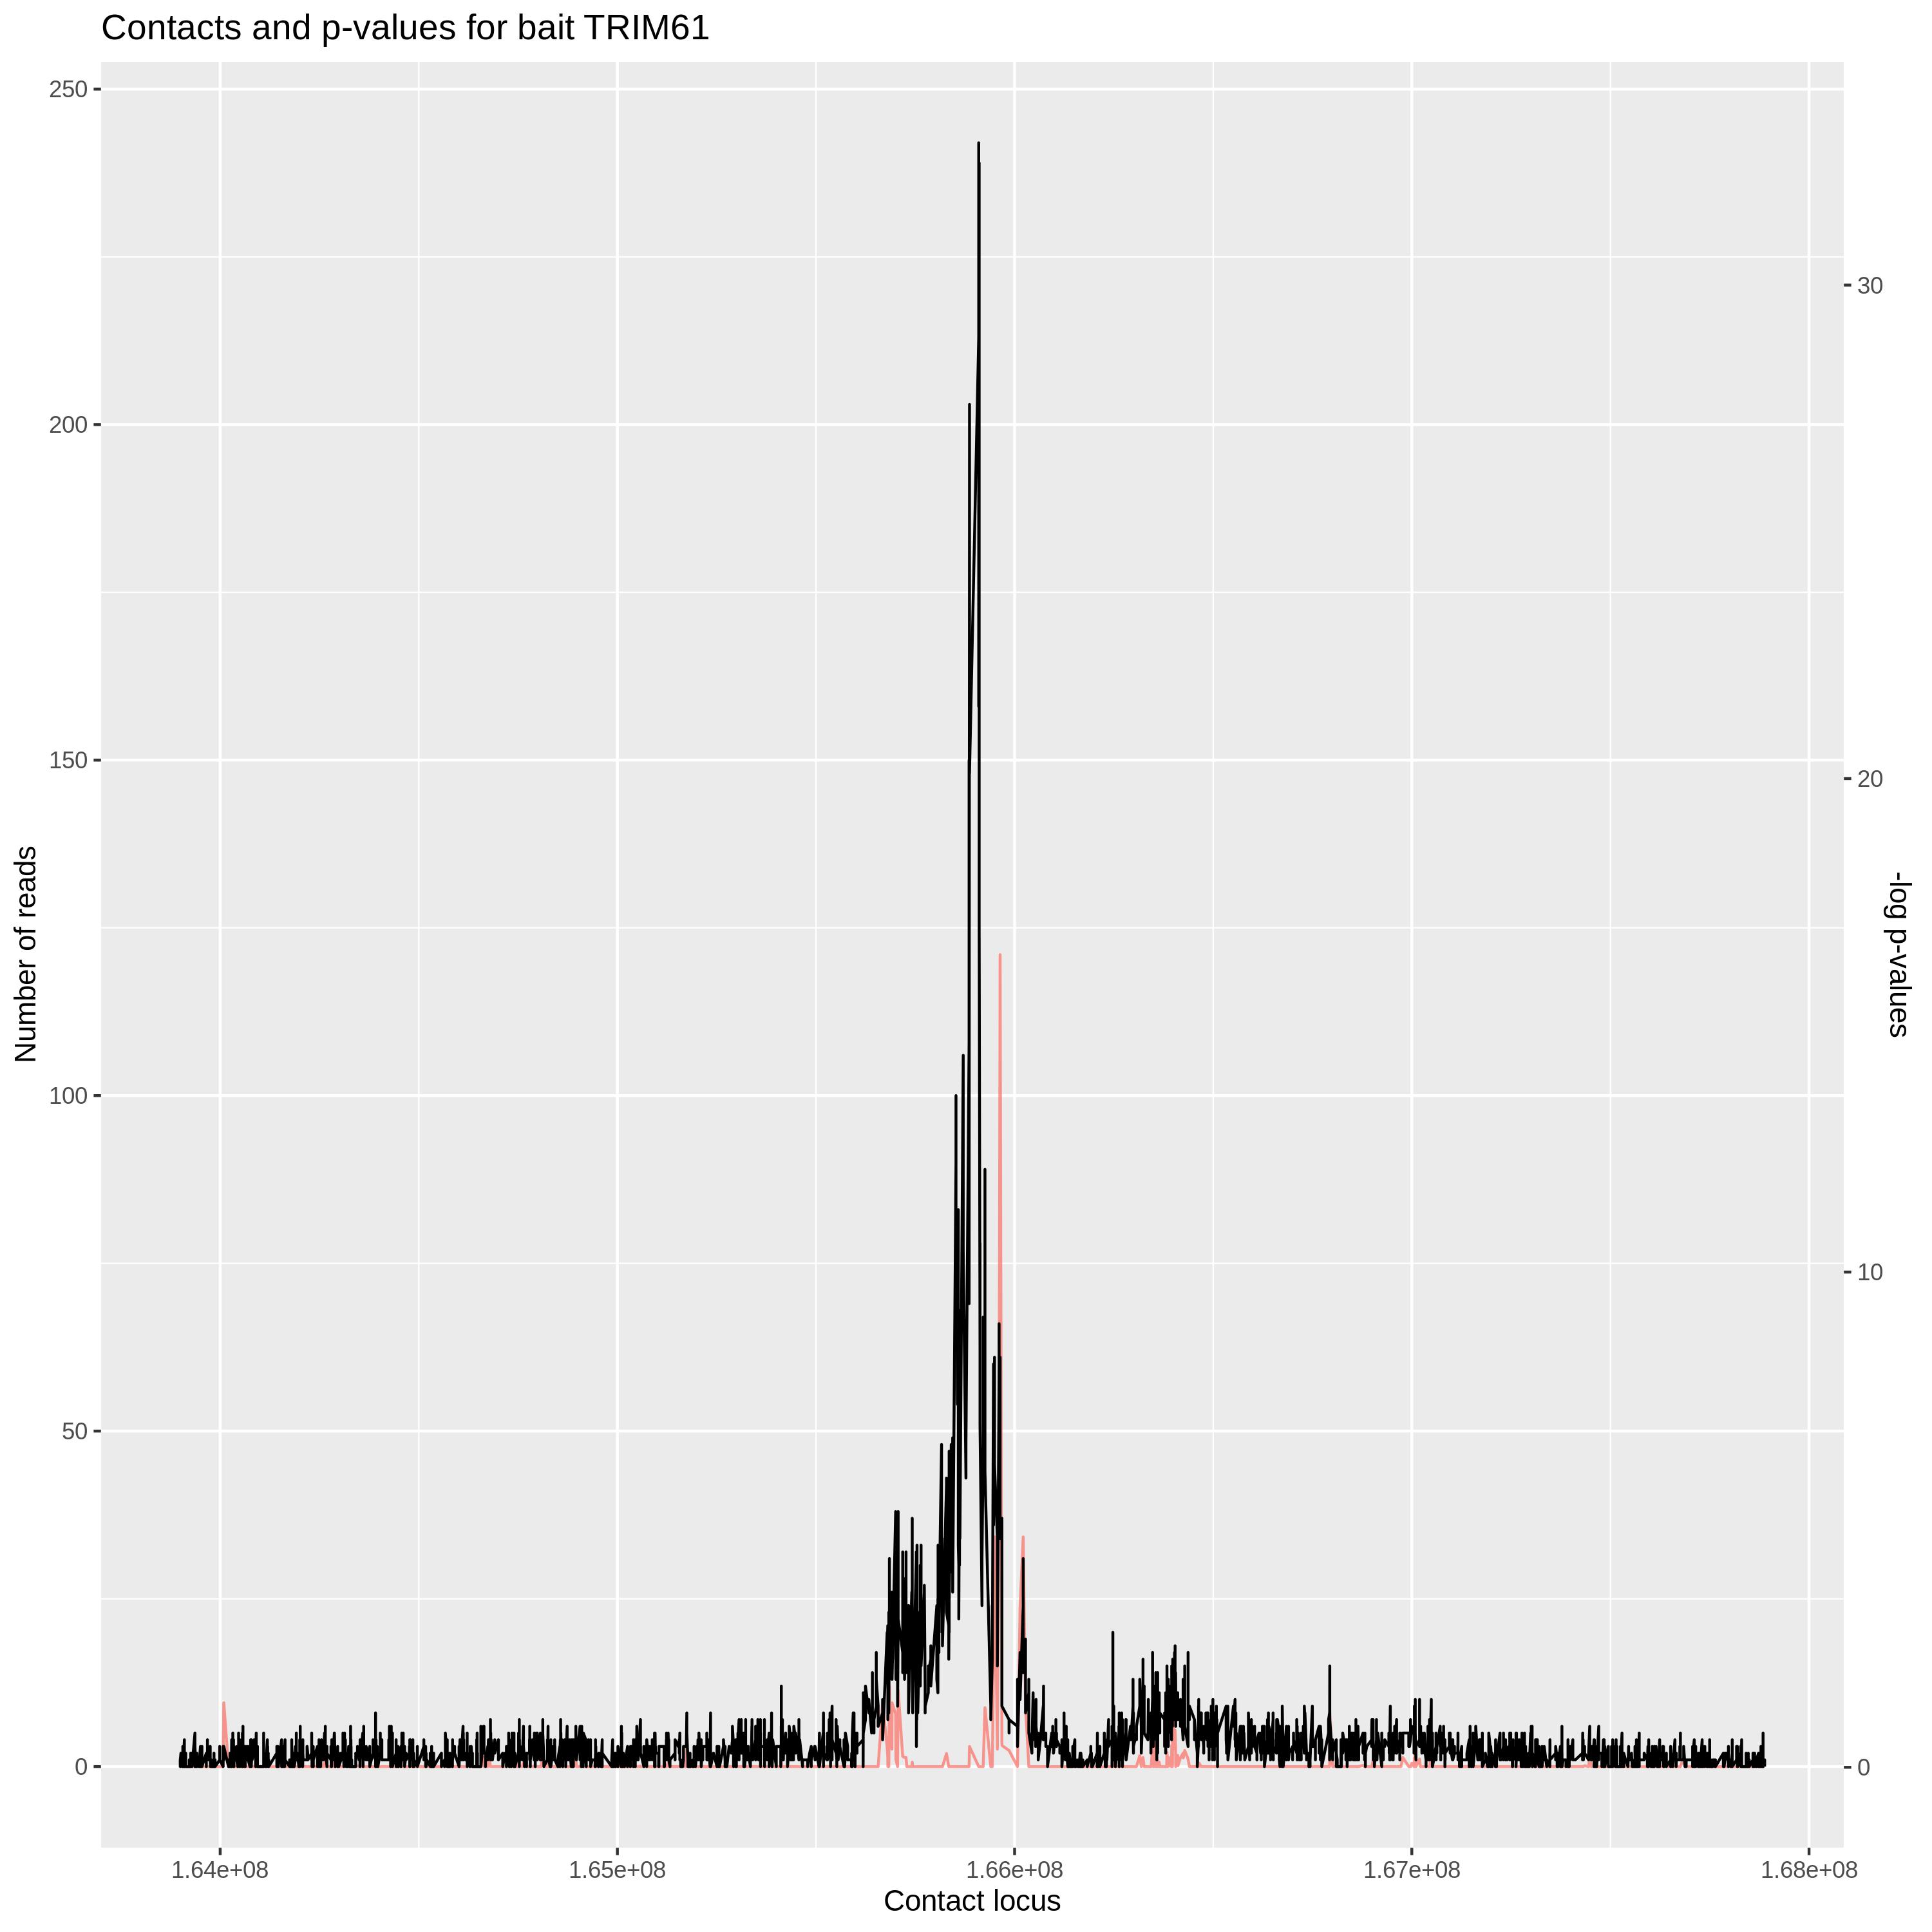 Contacts and p-values for bait TRIM61
250
200
150
100
50
0
Number of reads
30
20
10
0
-log p-values
1.64e+08
1.65e+08
1.66e+08
1.67e+08
1.68e+08
Contact locus